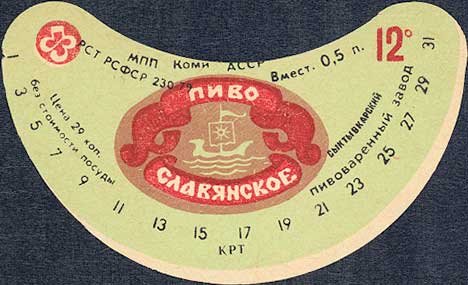 МПП Коми АССР
РСТ РСФСР 230-79
Вмест. 0,5 л.
12°
Цена 29 коп.
без стоимости посуды
ПИВО
СЛАВЯНСКОЕ
СЫКТЫВКАРСКИЙ
пивоваренный завод
1 3 5 7 9 11 13 15 17 19 21 23 25 27 29 31
КРТ